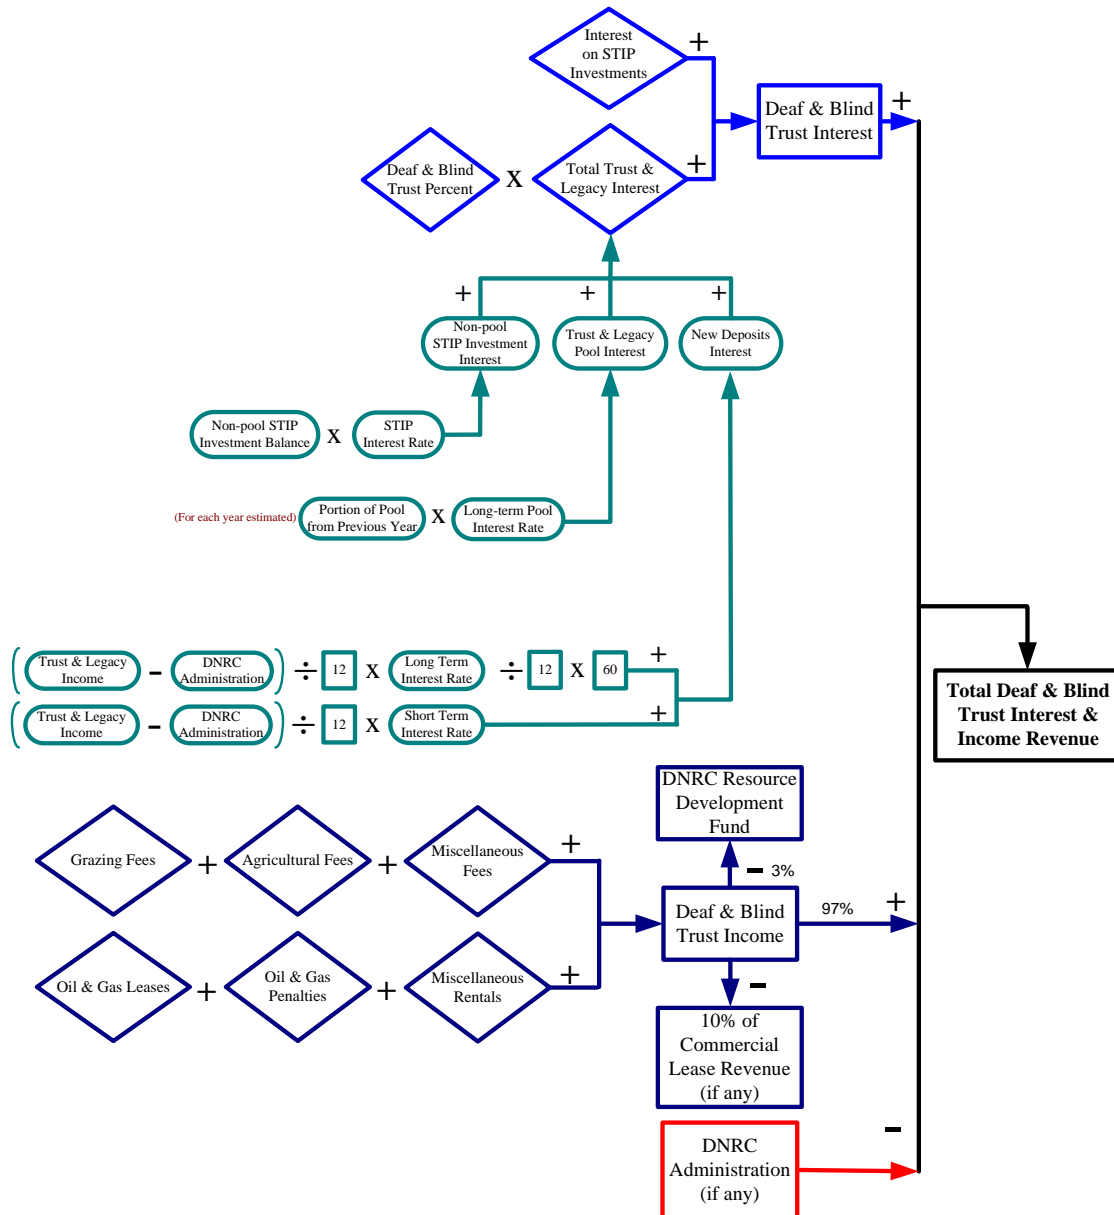 Interest
on STIP
Investments
+
Deaf & Blind
Trust Interest
+
Deaf & Blind
Trust Percent
X
Total Trust &
Legacy Interest
+
+
+
+
Non-pool
STIP Investment
Interest
Trust & Legacy
Pool Interest
New Deposits
Interest
Non-pool STIP
Investment Balance
X
STIP
Interest Rate
(For each year estimated)
Portion of Pool
from Previous Year
X
Long-term Pool
Interest Rate
(
Trust & Legacy
Income
-
DNRC
Administration
)
÷
12
X
Long Term
Interest Rate
÷
12
X
60
+
(
Trust & Legacy
Income
-
DNRC
Administration
)
÷
12
X
Short Term
Interest Rate
+
Total Deaf & Blind
Trust Interest &
Income Revenue
DNRC Resource
Development
Fund
- 3%
Grazing Fees
+
Agricultural Fees
+
Miscellaneous
Fees
+
Deaf & Blind
Trust Income
97%
+
Oil & Gas Leases
+
Oil & Gas
Penalties
+
Miscellaneous
Rentals
+
-
10% of
Commercial
Lease Revenue
(if any)
-
DNRC
Administration
(if any)